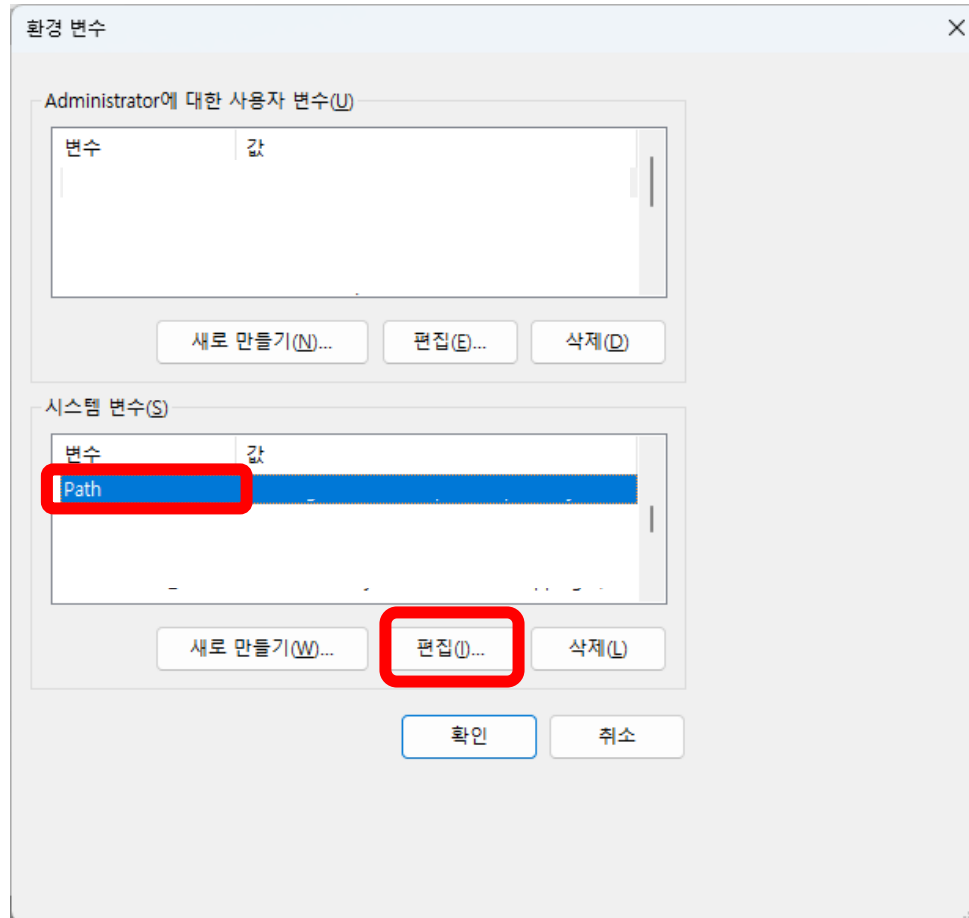 환경 변수
Administrator에 대한 사용자 변수(U)
변수 값
새로 만들기(N)... 편집(E)... 삭제(D)
시스템 변수(S)
변수 값
Path
새로 만들기(W)... 편집(I)... 삭제(L)
확인 취소